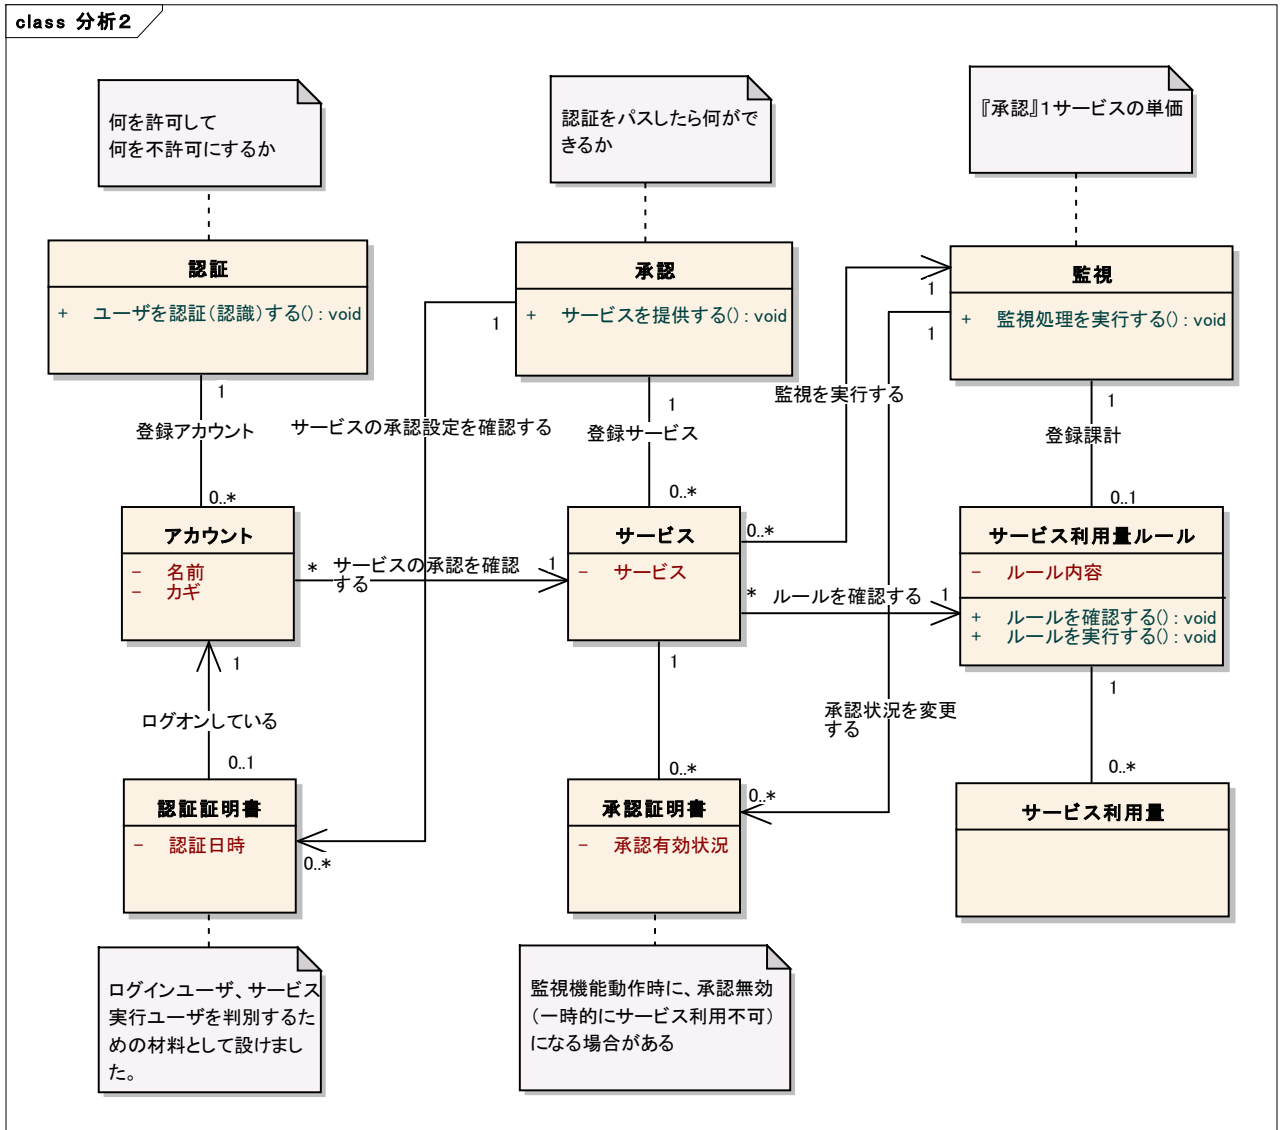 class 分析2
何を許可して
何を不許可にするか
認証をパスしたら何がで
きるか
『承認』1サービスの単価
認証
+ ユーザを認証(認識)する() : void
承認
+ サービスを提供する() : void
監視
+ 監視処理を実行する() : void
1
1
1
1
1
1
登録アカウント
サービスの承認設定を確認する
登録サービス
監視を実行する
登録課計
0..*
0..*
0..*
0..1
アカウント
- 名前
- カギ
* サービスの承認を確認
する
1
サービス
- サービス
* ルールを確認する 1
サービス利用量ルール
- ルール内容
+ ルールを確認する() : void
+ ルールを実行する() : void
1
1
1
ログオンしている
承認状況を変更
する
0..1
0..*
0..*
0..*
0..*
認証証明書
- 認証日時
承認証明書
- 承認有効状況
サービス利用量
ログインユーザ、サービス
実行ユーザを判別するた
めの材料として設けまし
た。
監視機能動作時に、承認無効
(一時的にサービス利用不可)
になる場合がある